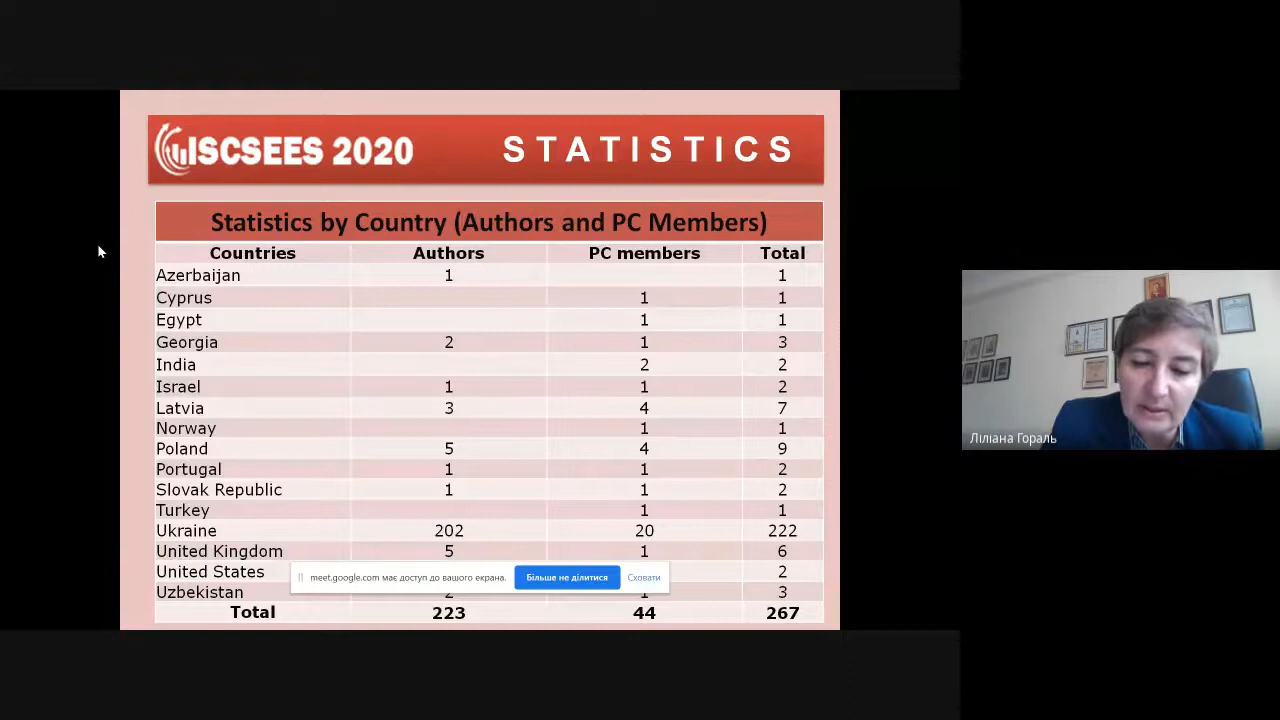 ISCSEES 2020 STATISTICS
Statistics by Country (Authors and PC Members)
Countries Authors PC members Total
Azerbaijan 1 1
Cyprus 1 1
Egypt 1 1
Georgia 2 1 3
India 2 2
Israel 1 1 2
Latvia 3 4 7
Norway 1 1
Poland 5 4 9
Portugal 1 1 2
Slovak Republic 1 1 2
Turkey 1 1
Ukraine 202 20 222
United Kingdom 5 1 6
United States 2
meet.google.com має доступ до вашого екрана. Більше не ділитися Сховати
Uzbekistan 2 1 3
Total 223 44 267
Ліліана Гораль